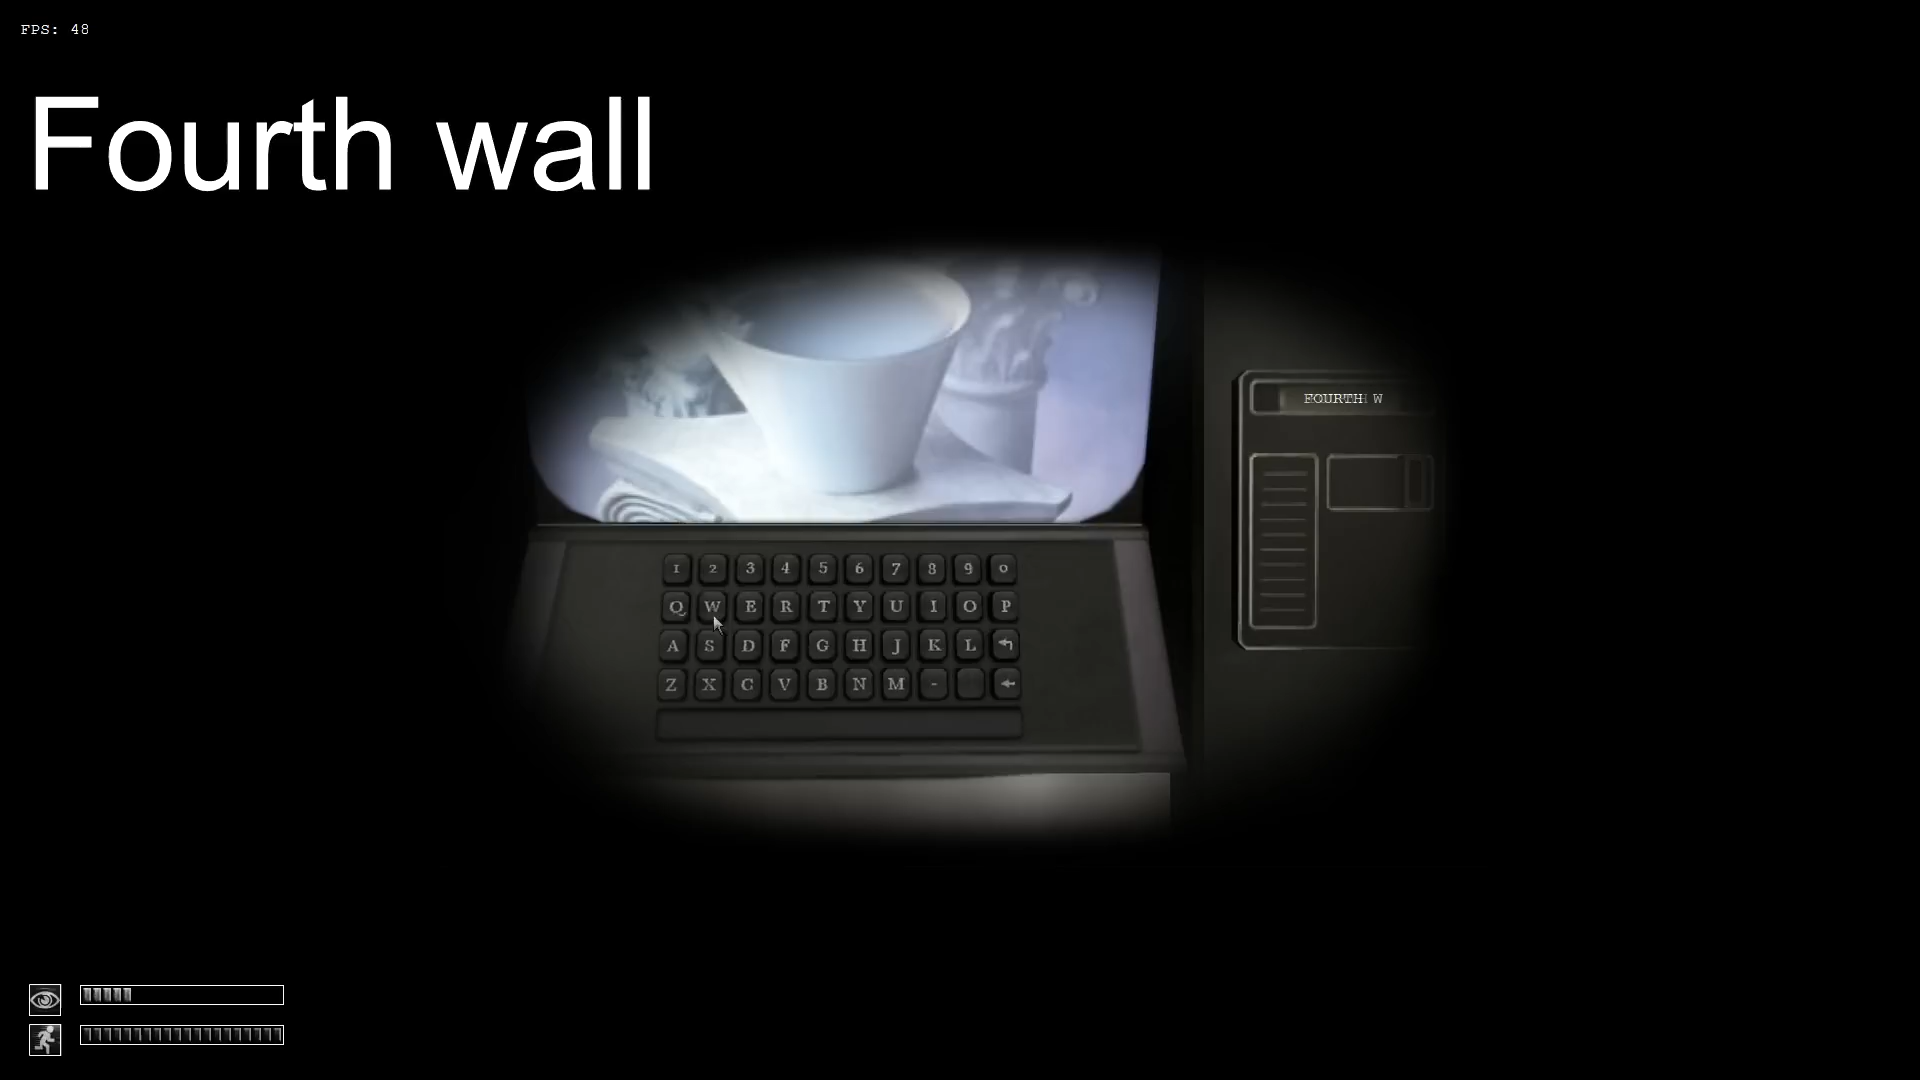 FPS: 48
Fourth wall
FOURTH W
1 2 3 4 5 6 7 8 9 0
Q W E R T Y U I O P
A S D F G H J K L
Z X C V B N M -